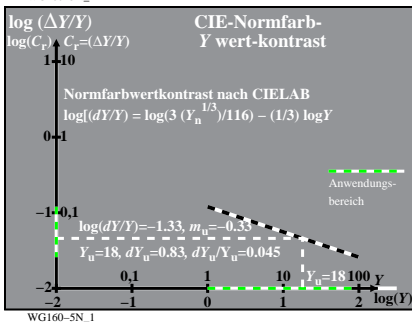 log (ΔY/Y)
CIE-Normfarb-
Y wert-kontrast
log(Cr) Cr=(ΔY/Y)
1 10
Normfarbwertkontrast nach CIELAB
log[(dY/Y) = log(3 (Yn^1/3)/116) − (1/3) logY
0 1
Anwendungs-
bereich
−1 0,1
log(dY/Y)=−1.33, mu=−0.33
Yu=18, dYu=0.83, dYu/Yu=0.045
0,1 1 10 Yu=18 100 Y
−2
−2 −1 0 1 2 log(Y)
WG160−5N_1